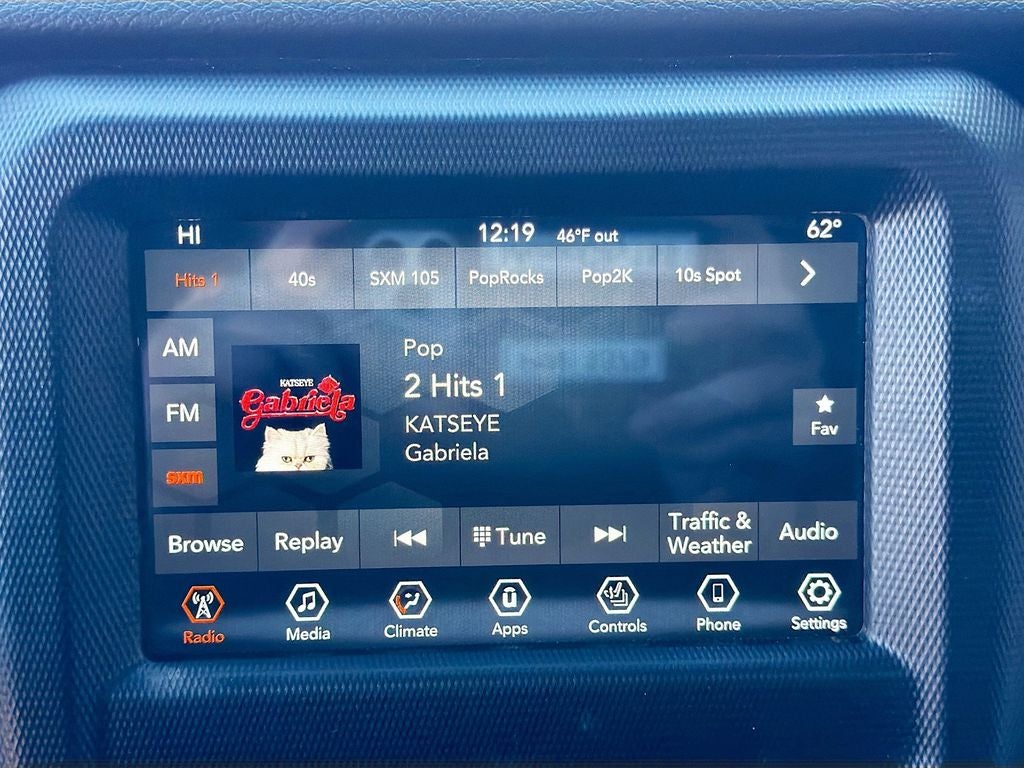 HI 12:19 46°F out 62°
Hits 1 40s SXM 105 PopRocks Pop2K 10s Spot
AM
FM
sxm
KATSEYE
Gabriela
Pop
2 Hits 1
KATSEYE
Gabriela
Fav
Browse Replay Tune Traffic & Weather Audio
Radio Media Climate Apps Controls Phone Settings